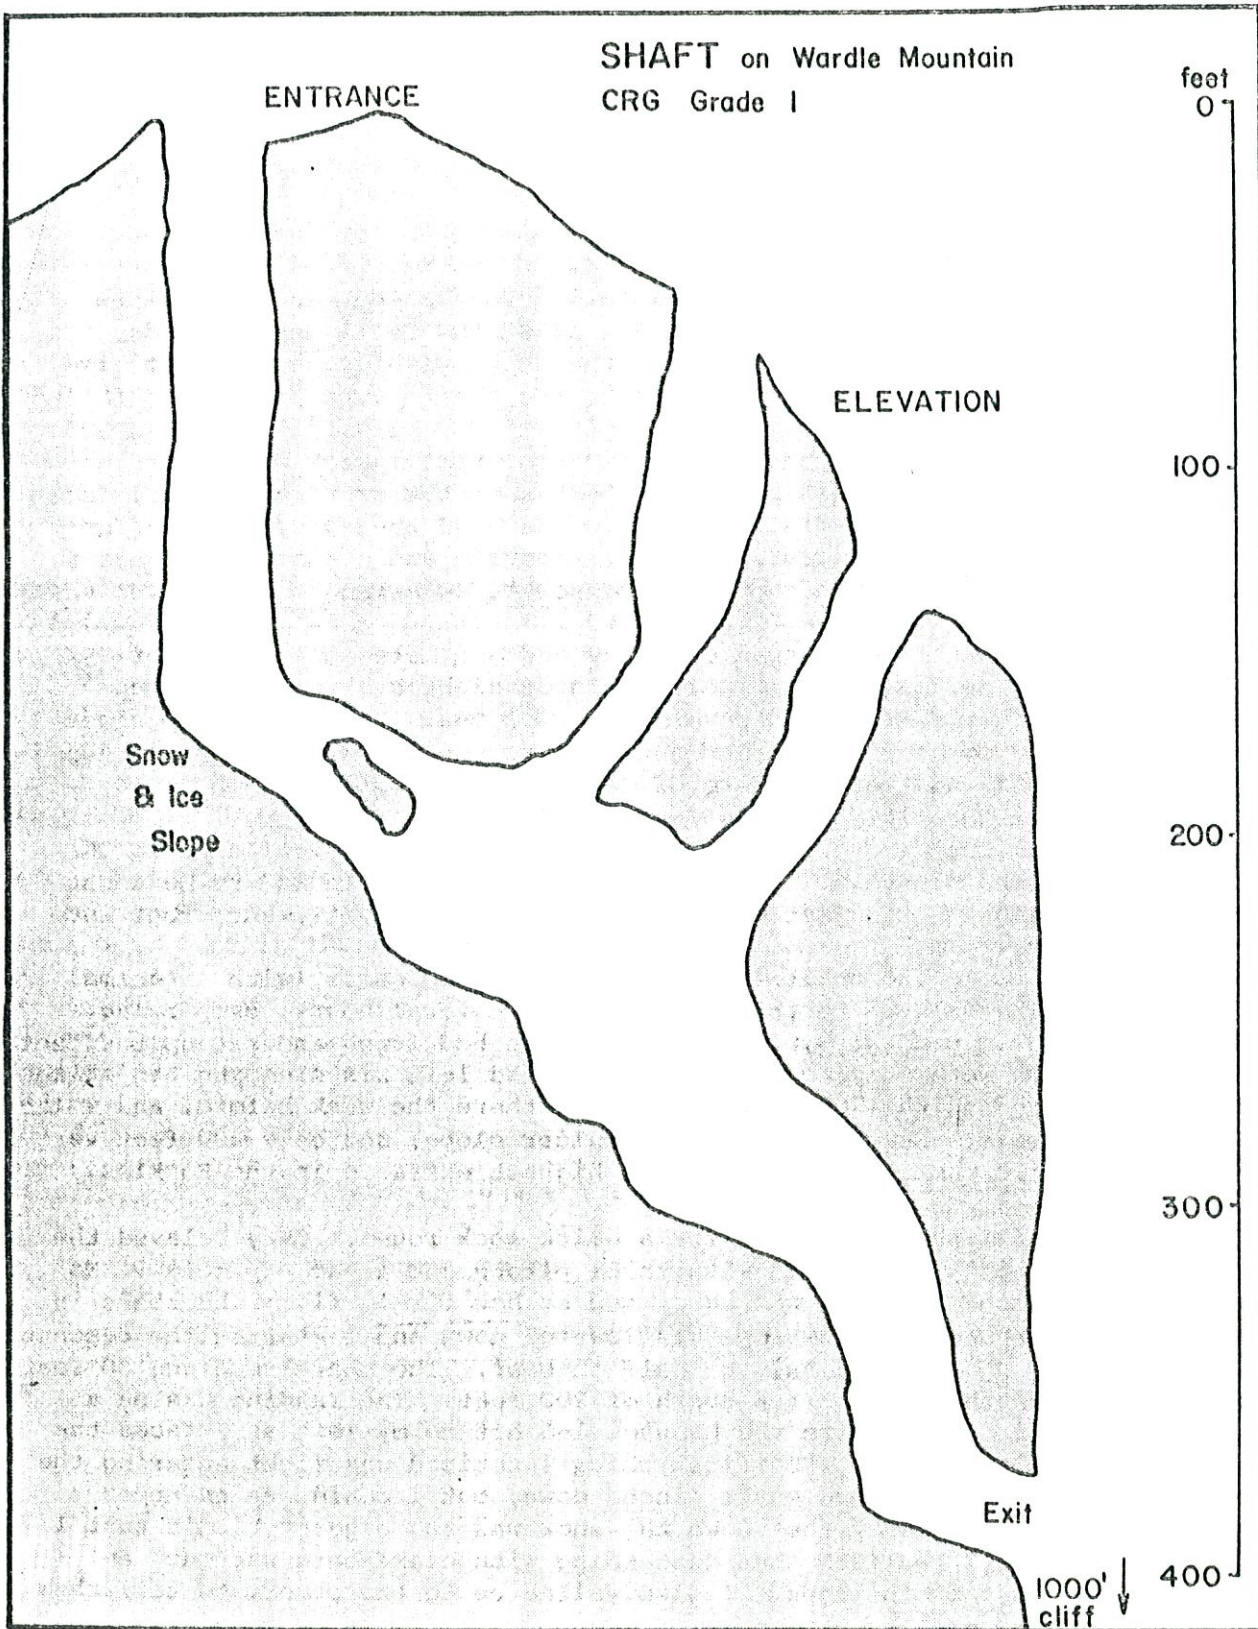 SHAFT on Wardle Mountain
CRG Grade I
ENTRANCE
feet
0
ELEVATION
100
Snow
& Ice
Slope
200
300
Exit
400
1000'
cliff